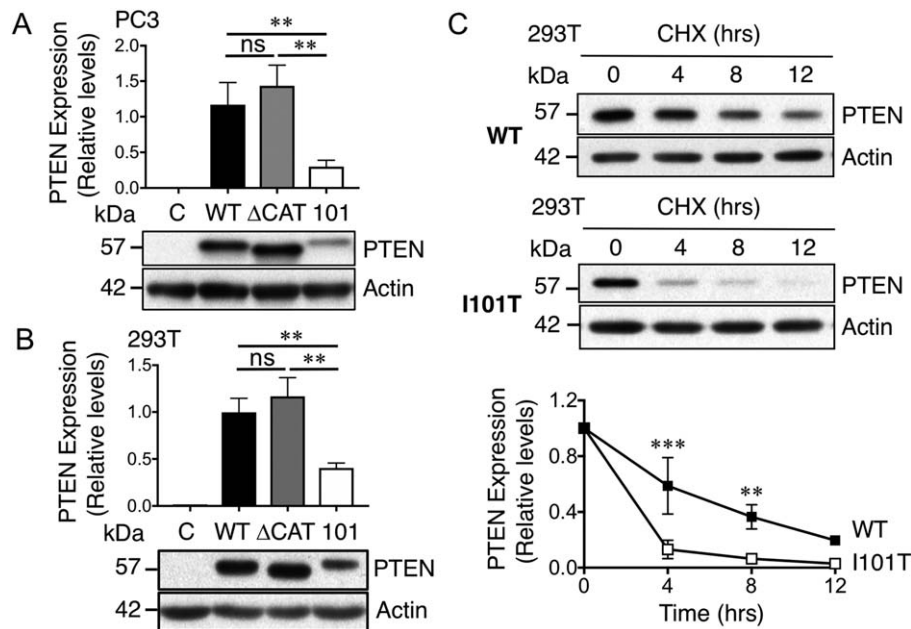 A
PC3
**
ns
**
PTEN Expression
(Relative levels)
1.5
1.0
0.5
0.0
kDa
C
WT
ΔCAT
101
57
PTEN
42
Actin
B
293T
**
ns
**
PTEN Expression
(Relative levels)
1.5
1.0
0.5
0.0
kDa
C
WT
ΔCAT
101
57
PTEN
42
Actin
C
293T
CHX (hrs)
kDa
0
4
8
12
WT
57
PTEN
42
Actin
293T
CHX (hrs)
kDa
0
4
8
12
I101T
57
PTEN
42
Actin
PTEN Expression
(Relative levels)
1.2
0.8
0.4
0.0
***
**
WT
I101T
0
4
8
12
Time (hrs)